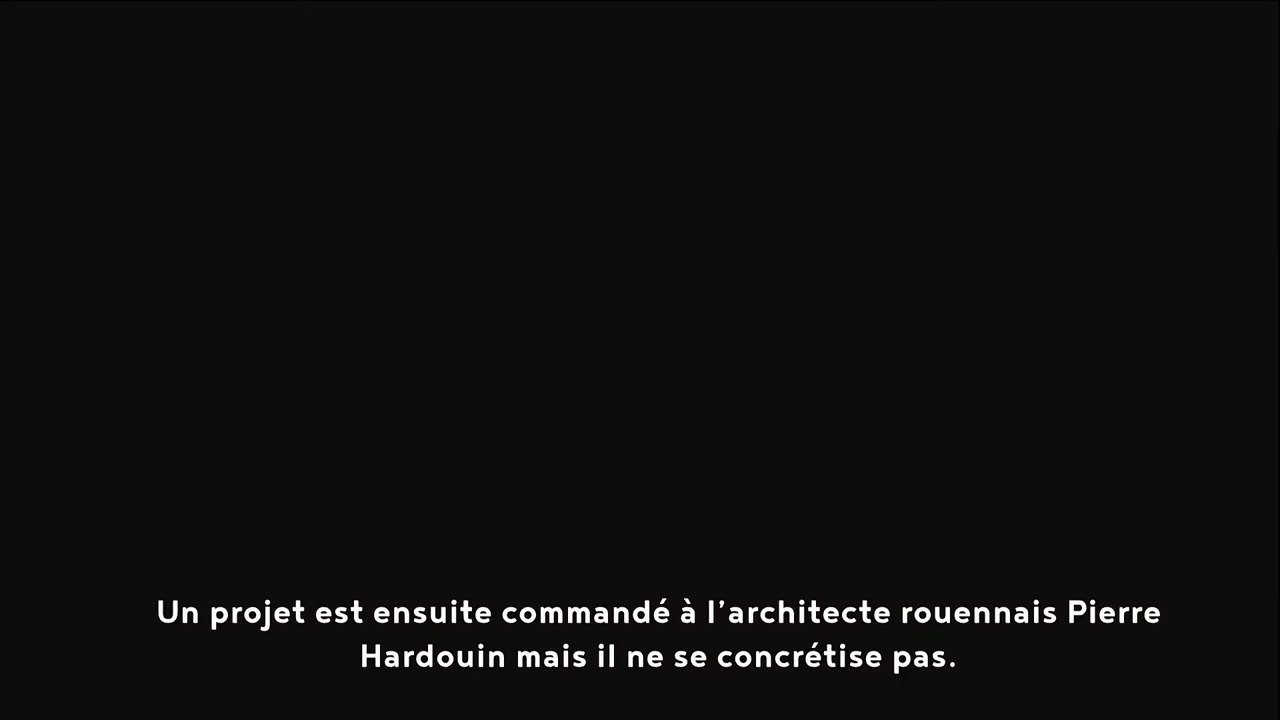 Un projet est ensuite commandé à l’architecte rouennais Pierre
Hardouin mais il ne se concrétise pas.